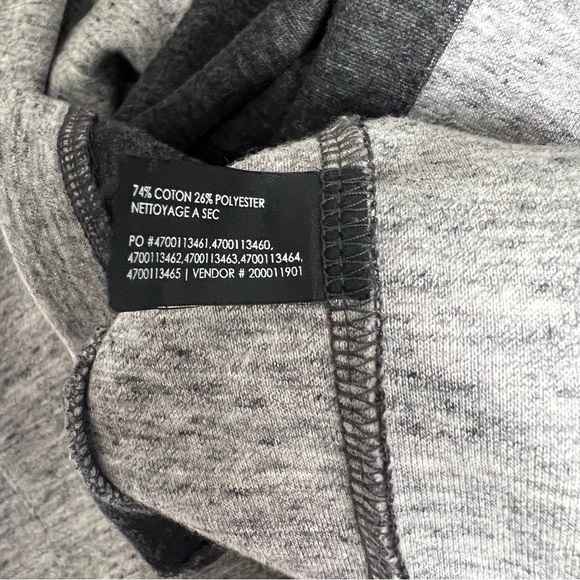 74% COTON 26% POLYESTER
NETTOYAGE A SEC
PO #4700113461,4700113460,
4700113462,4700113463,4700113464,
4700113465 | VENDOR # 200011901